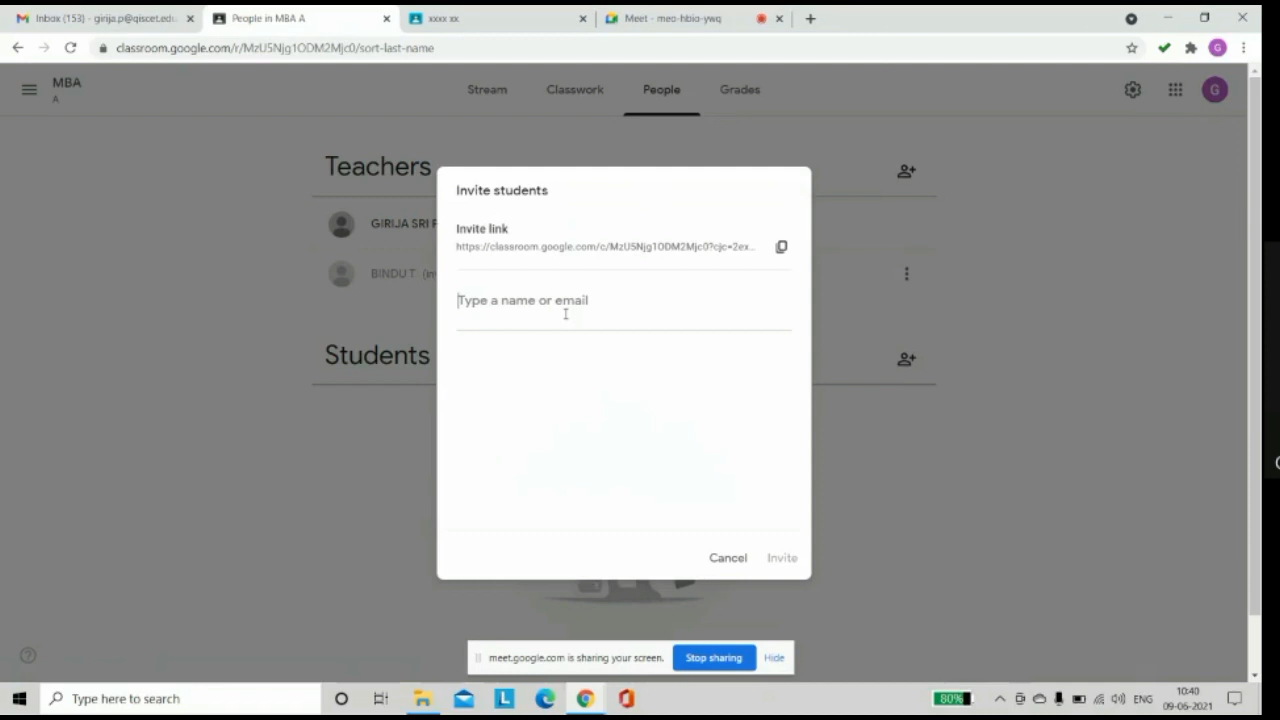 Inbox (153) - girija.p@qiscet.edu.
People in MBA A
xxxx xx
Meet - meo-hbio-ywq
classroom.google.com/r/MzU5Njg1ODM2Mjc0/sort-last-name
G
MBA
A
Stream
Classwork
People
Grades
G
Teachers
GIRIJA SRI P
BINDU T (In
Students
Invite students
Invite link
https://classroom.google.com/c/MzU5Njg1ODM2Mjc0?cjc=2ex...
Type a name or email
Cancel
Invite
meet.google.com is sharing your screen.
Stop sharing
Hide
Type here to search
L
80%
ENG
10:40
09-06-2021